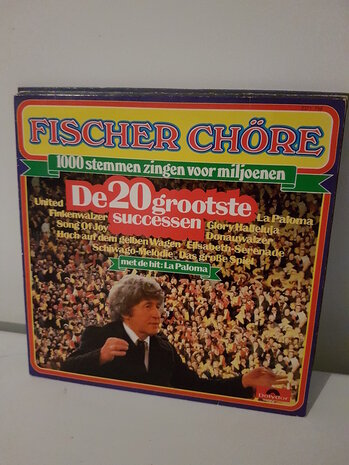 FISCHER CHÖRE
1000 stemmen zingen voor miljoenen
De 20 grootste
successen
United
La Paloma
Finkenwalzer
Glory Halleluja
Song Of Joy
Donauwalzer
Hoch auf dem gelben Wagen
Elisabeth-Serenade
Schiwago-Melodie
Das große Spiel
met de hit: La Paloma
Polydor